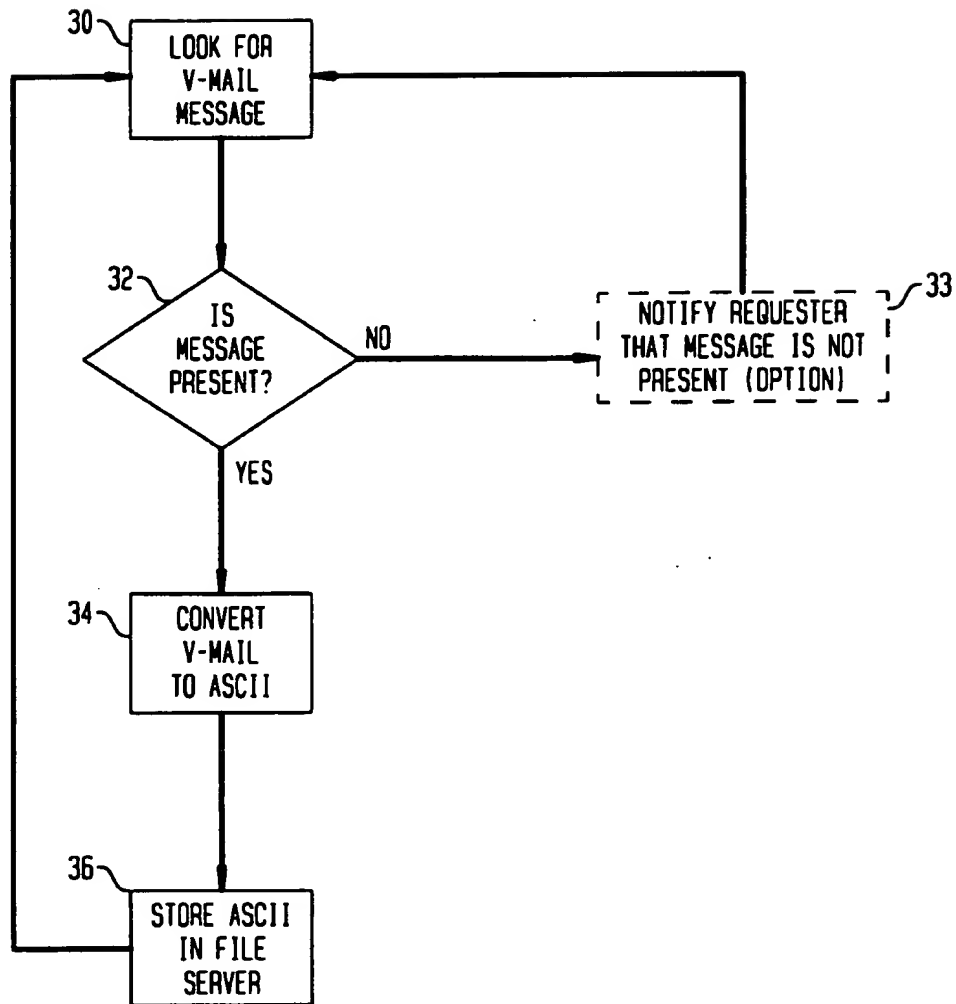 30
LOOK FOR
V-MAIL
MESSAGE
32
IS
MESSAGE
PRESENT?
NO
33
NOTIFY REQUESTER
THAT MESSAGE IS NOT
PRESENT (OPTION)
YES
34
CONVERT
V-MAIL
TO ASCII
36
STORE ASCII
IN FILE
SERVER